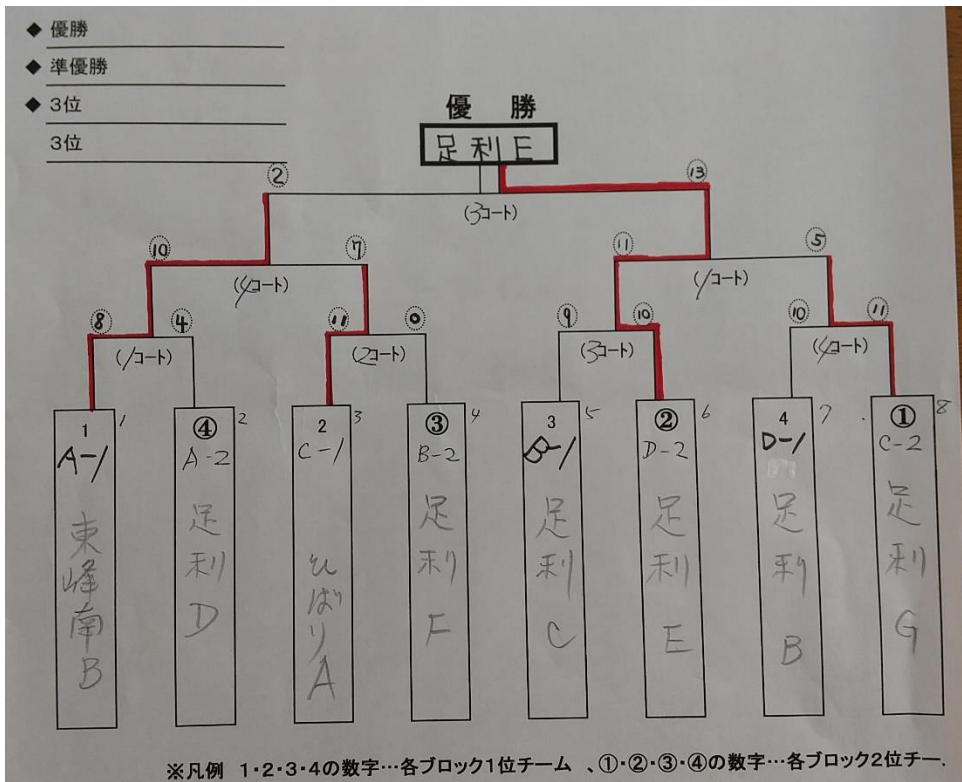 ◆ 優勝
◆ 準優勝
◆ 3位
3位
優 勝
足利E
② ⑬
(3コート)
⑩ ⑦ ⑪ ⑤
(4コート) (1コート)
⑧ ④ ⑪ ⓪ ⑨ ⑩ ⑩ ⑪
(1コート) (2コート) (3コート) (4コート)
1 1 ④ 2 2 3 ③ 4 3 5 ② 6 4 7 ① 8
A-1 A-2 C-1 B-2 B-1 D-2 D-1 C-2
東峰南B
足利D
ひばりA
足利F
足利C
足利E
足利B
足利G
※凡例 1・2・3・4の数字…各ブロック1位チーム 、①・②・③・④の数字…各ブロック2位チー